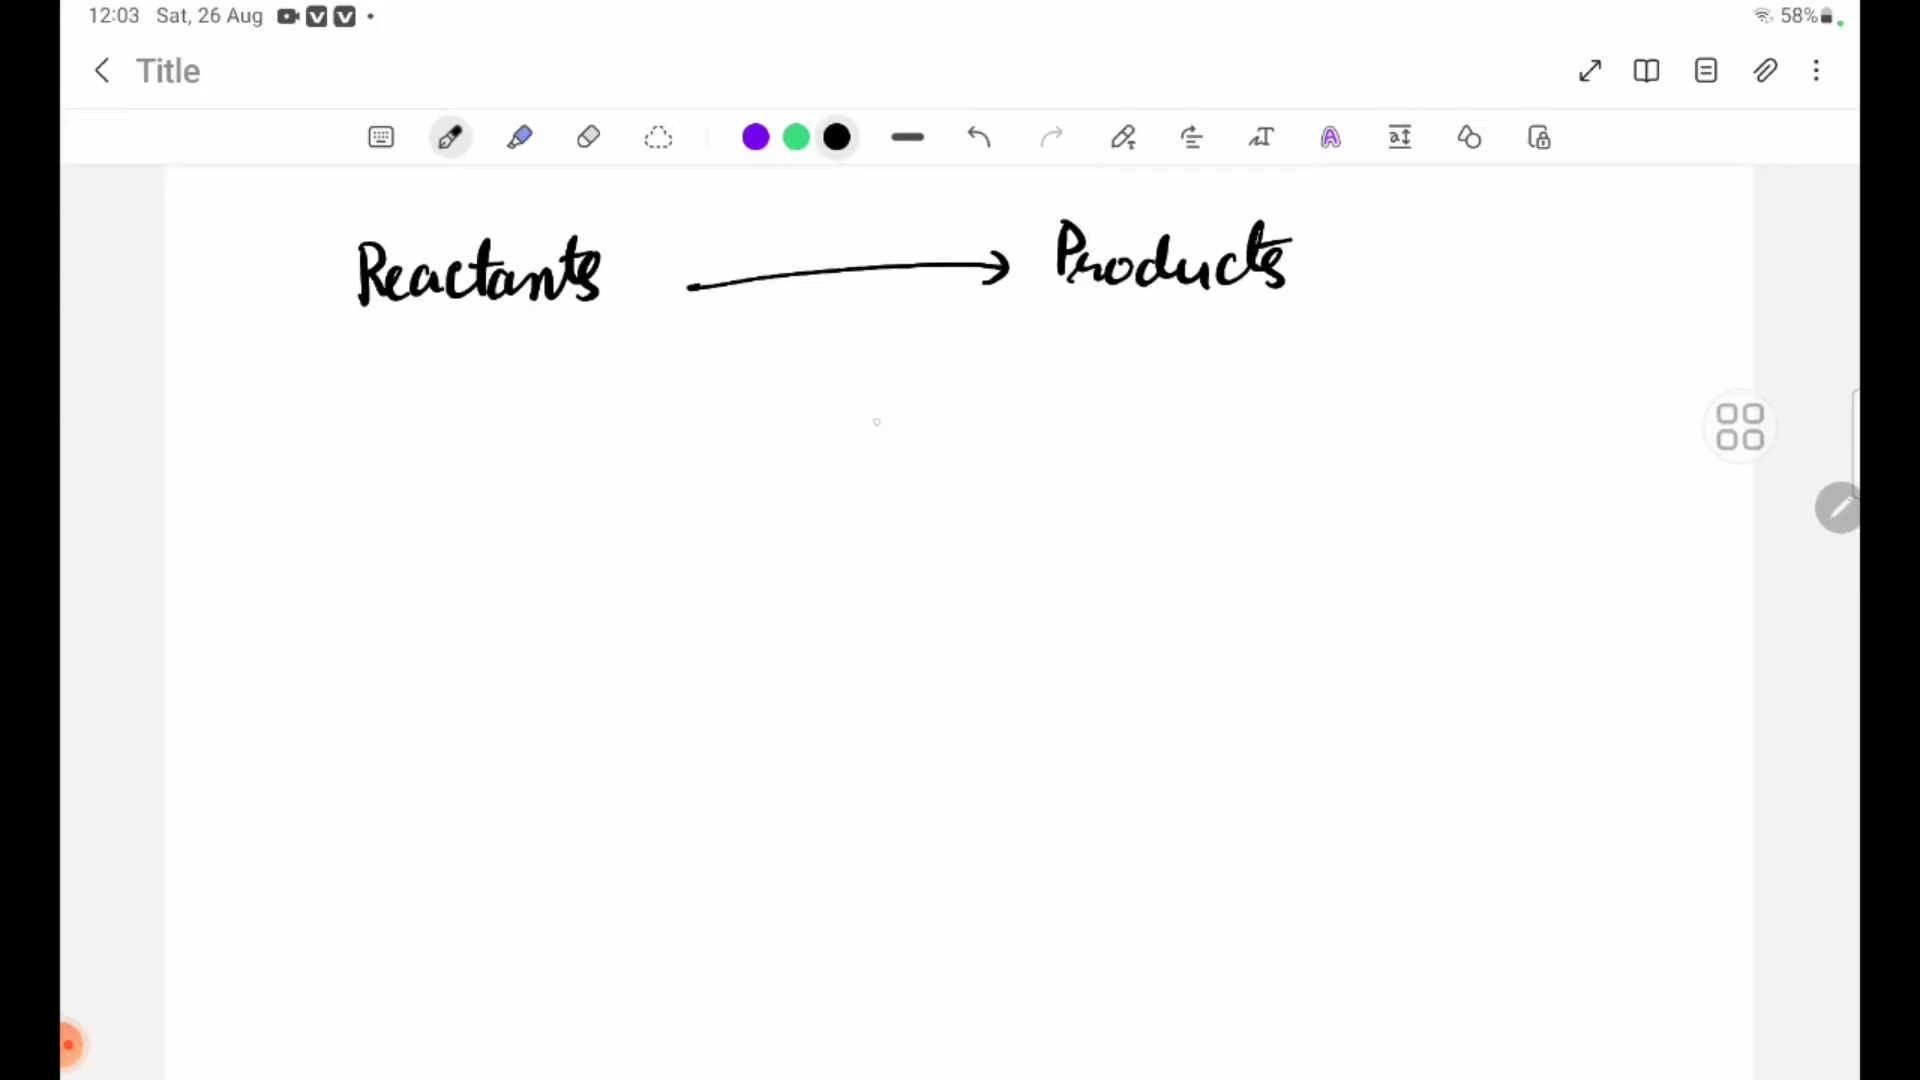 12:03 Sat, 26 Aug 58%
Title
Reactants → Products